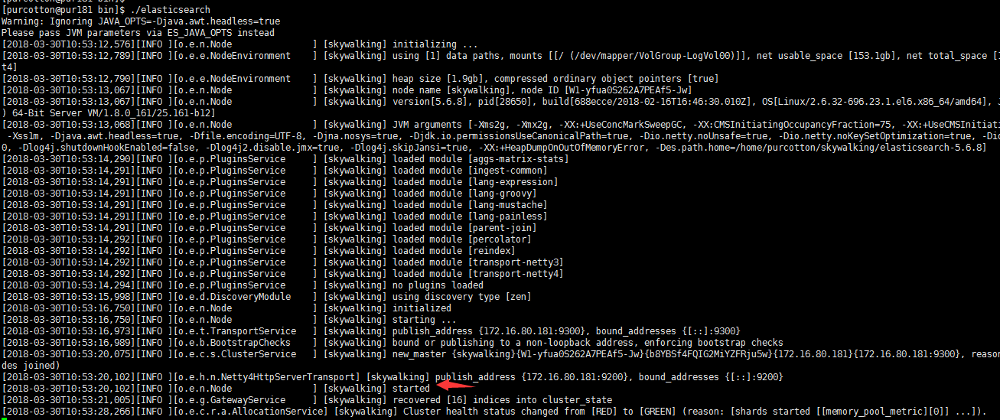 [purcotton@pur181 bin]$
[purcotton@pur181 bin]$ ./elasticsearch
Warning: Ignoring JAVA_OPTS=-Djava.awt.headless=true
Please pass JVM parameters via ES_JAVA_OPTS instead
[2018-03-30T10:53:12,576][INFO ][o.e.n.Node               ] [skywalking] initializing ...
[2018-03-30T10:53:12,789][INFO ][o.e.e.NodeEnvironment    ] [skywalking] using [1] data paths, mounts [[/ (/dev/mapper/VolGroup-LogVol00)]], net usable_space [153.1gb], net total_space [
t4]
[2018-03-30T10:53:12,790][INFO ][o.e.e.NodeEnvironment    ] [skywalking] heap size [1.9gb], compressed ordinary object pointers [true]
[2018-03-30T10:53:13,067][INFO ][o.e.n.Node               ] [skywalking] node name [skywalking], node ID [W1-yfua0S262A7PEAf5-Jw]
[2018-03-30T10:53:13,067][INFO ][o.e.n.Node               ] [skywalking] version[5.6.8], pid[28650], build[688ecce/2018-02-16T16:46:30.010Z], OS[Linux/2.6.32-696.23.1.el6.x86_64/amd64],
) 64-Bit Server VM/1.8.0_161/25.161-b12]
[2018-03-30T10:53:13,068][INFO ][o.e.n.Node               ] [skywalking] JVM arguments [-Xms2g, -Xmx2g, -XX:+UseConcMarkSweepGC, -XX:CMSInitiatingOccupancyFraction=75, -XX:+UseCMSInitiati
-Xss1m, -Djava.awt.headless=true, -Dfile.encoding=UTF-8, -Djna.nosys=true, -Djdk.io.permissionsUseCanonicalPath=true, -Dio.netty.noUnsafe=true, -Dio.netty.noKeySetOptimization=true, -Dio
0, -Dlog4j.shutdownHookEnabled=false, -Dlog4j2.disable.jmx=true, -Dlog4j.skipJansi=true, -XX:+HeapDumpOnOutOfMemoryError, -Des.path.home=/home/purcotton/skywalking/elasticsearch-5.6.8]
[2018-03-30T10:53:14,290][INFO ][o.e.p.PluginsService     ] [skywalking] loaded module [aggs-matrix-stats]
[2018-03-30T10:53:14,291][INFO ][o.e.p.PluginsService     ] [skywalking] loaded module [ingest-common]
[2018-03-30T10:53:14,291][INFO ][o.e.p.PluginsService     ] [skywalking] loaded module [lang-expression]
[2018-03-30T10:53:14,291][INFO ][o.e.p.PluginsService     ] [skywalking] loaded module [lang-groovy]
[2018-03-30T10:53:14,291][INFO ][o.e.p.PluginsService     ] [skywalking] loaded module [lang-mustache]
[2018-03-30T10:53:14,291][INFO ][o.e.p.PluginsService     ] [skywalking] loaded module [lang-painless]
[2018-03-30T10:53:14,291][INFO ][o.e.p.PluginsService     ] [skywalking] loaded module [parent-join]
[2018-03-30T10:53:14,292][INFO ][o.e.p.PluginsService     ] [skywalking] loaded module [percolator]
[2018-03-30T10:53:14,292][INFO ][o.e.p.PluginsService     ] [skywalking] loaded module [reindex]
[2018-03-30T10:53:14,292][INFO ][o.e.p.PluginsService     ] [skywalking] loaded module [transport-netty3]
[2018-03-30T10:53:14,292][INFO ][o.e.p.PluginsService     ] [skywalking] loaded module [transport-netty4]
[2018-03-30T10:53:14,294][INFO ][o.e.p.PluginsService     ] [skywalking] no plugins loaded
[2018-03-30T10:53:15,998][INFO ][o.e.d.DiscoveryModule    ] [skywalking] using discovery type [zen]
[2018-03-30T10:53:16,750][INFO ][o.e.n.Node               ] [skywalking] initialized
[2018-03-30T10:53:16,750][INFO ][o.e.n.Node               ] [skywalking] starting ...
[2018-03-30T10:53:16,973][INFO ][o.e.t.TransportService   ] [skywalking] publish_address {172.16.80.181:9300}, bound_addresses {[::]:9300}
[2018-03-30T10:53:16,989][INFO ][o.e.b.BootstrapChecks    ] [skywalking] bound or publishing to a non-loopback address, enforcing bootstrap checks
[2018-03-30T10:53:20,075][INFO ][o.e.c.s.ClusterService   ] [skywalking] new_master {skywalking}{W1-yfua0S262A7PEAf5-Jw}{b8YBSf4FQIG2MiYZFRju5w}{172.16.80.181}{172.16.80.181:9300}, reason
des joined)
[2018-03-30T10:53:20,102][INFO ][o.e.h.n.Netty4HttpServerTransport] [skywalking] publish_address {172.16.80.181:9200}, bound_addresses {[::]:9200}
[2018-03-30T10:53:20,102][INFO ][o.e.n.Node               ] [skywalking] started
[2018-03-30T10:53:21,005][INFO ][o.e.g.GatewayService     ] [skywalking] recovered [16] indices into cluster_state
[2018-03-30T10:53:28,266][INFO ][o.e.c.r.a.AllocationService] [skywalking] Cluster health status changed from [RED] to [GREEN] (reason: [shards started [[memory_pool_metric][0]] ...]).